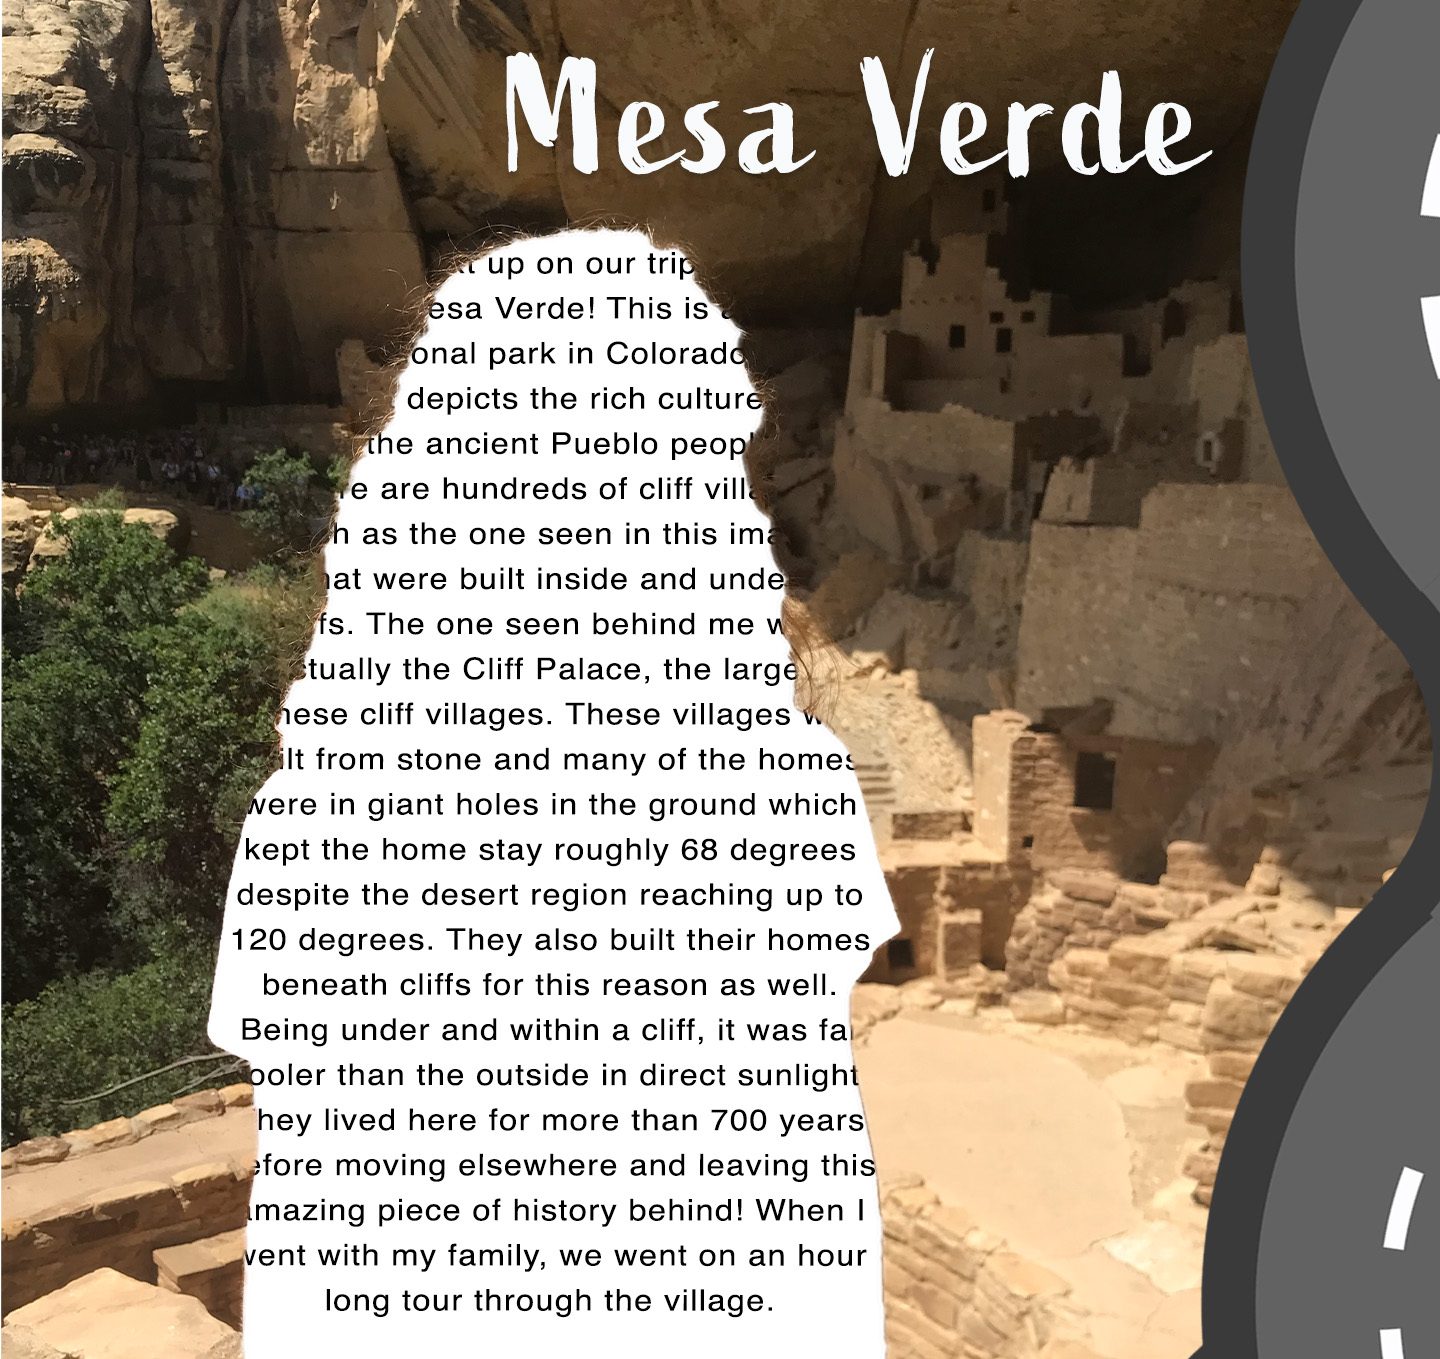 Mesa Verde
up on our trip
esa Verde! This is
onal park in Colorado
depicts the rich culture
the ancient Pueblo peopl
e are hundreds of cliff villa
h as the one seen in this ima
hat were built inside and unde
fs. The one seen behind me w
ctually the Cliff Palace, the large
hese cliff villages. These villages w
ilt from stone and many of the homes
were in giant holes in the ground which
kept the home stay roughly 68 degrees
despite the desert region reaching up to
120 degrees. They also built their homes
beneath cliffs for this reason as well.
Being under and within a cliff, it was far
ooler than the outside in direct sunlight
hey lived here for more than 700 years
efore moving elsewhere and leaving this
amazing piece of history behind! When I
went with my family, we went on an hour
long tour through the village.